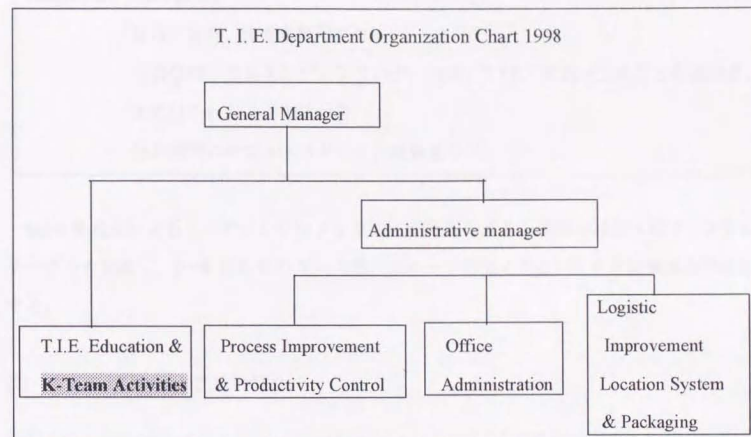 T. I. E. Department Organization Chart 1998
General Manager
Administrative manager
T.I.E. Education &
K-Team Activities
Process Improvement
& Productivity Control
Office
Administration
Logistic
Improvement
Location System
& Packaging